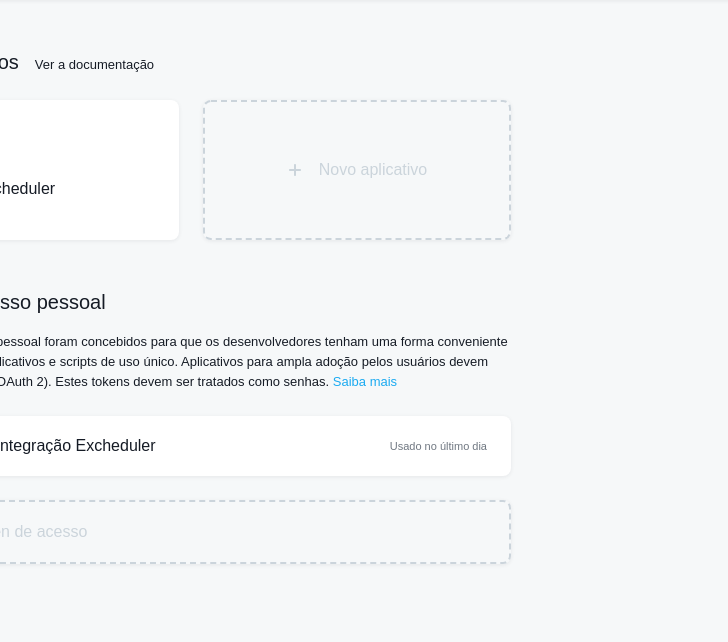 os Ver a documentação
cheduler
+ Novo aplicativo
sso pessoal
pessoal foram concebidos para que os desenvolvedores tenham uma forma conveniente
licativos e scripts de uso único. Aplicativos para ampla adoção pelos usuários devem
OAuth 2). Estes tokens devem ser tratados como senhas. Saiba mais
ntegração Excheduler Usado no último dia
n de acesso